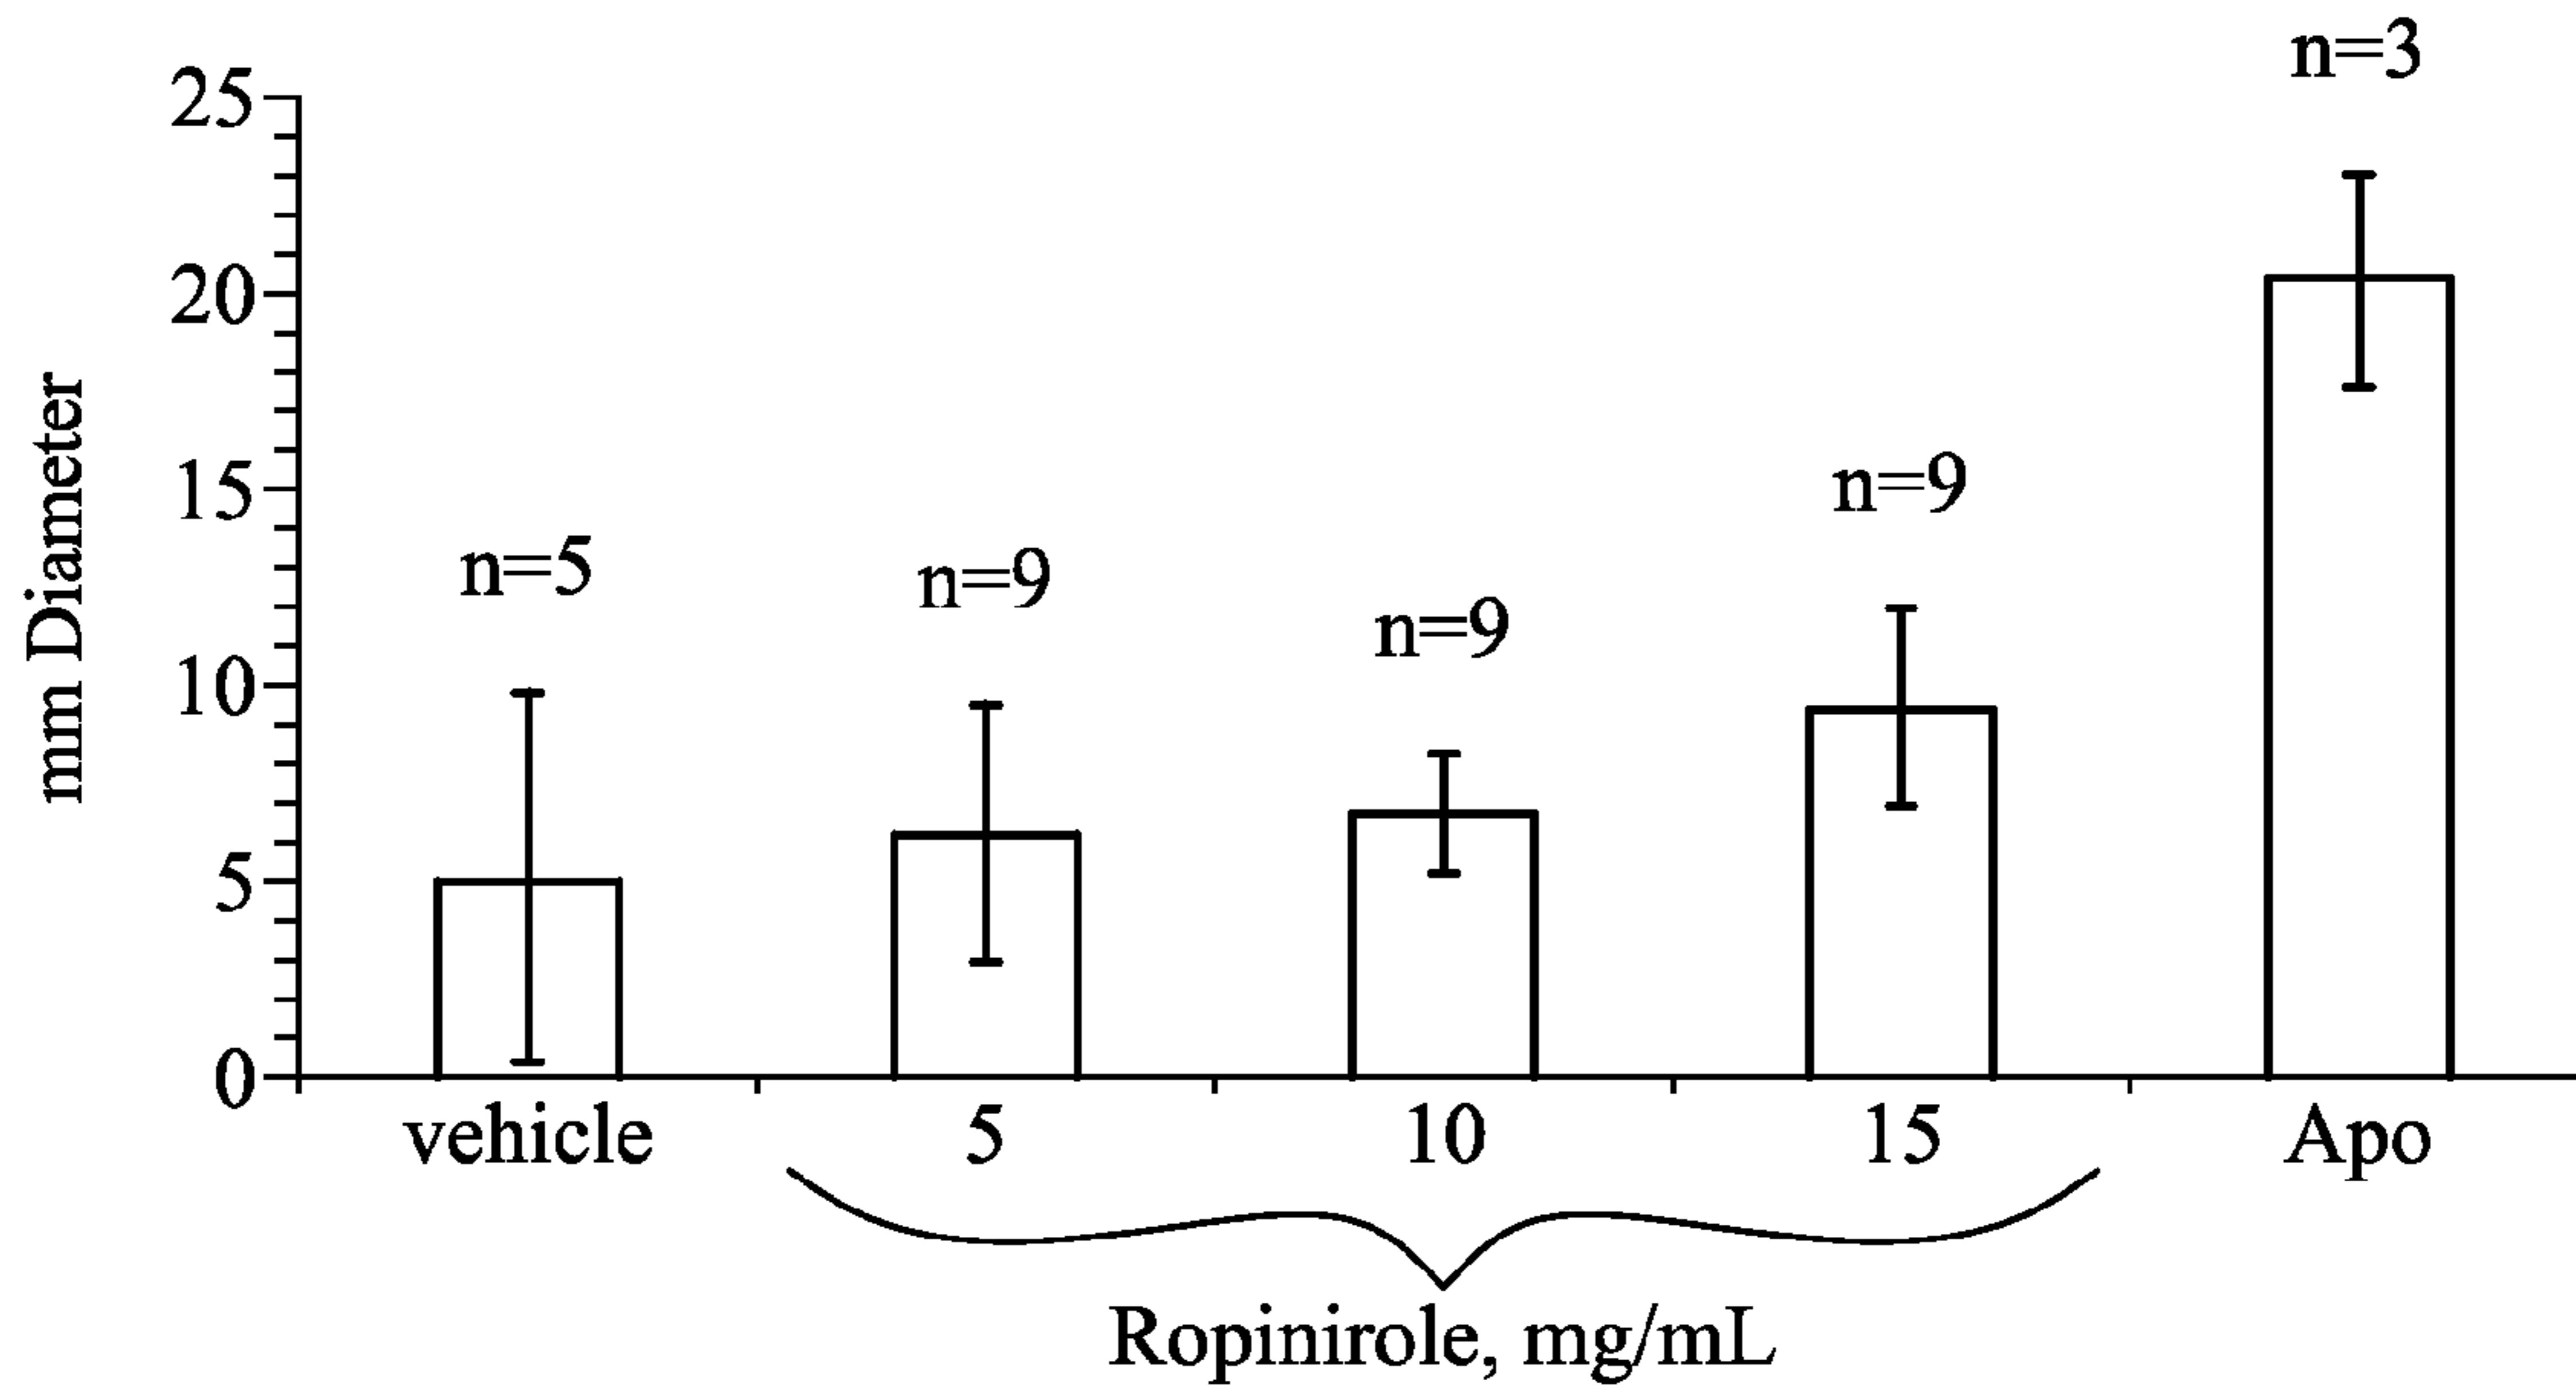 n=3
25
20
15
10
5
0
mm Diameter
n=5
n=9
n=9
n=9
vehicle 5 10 15 Apo
Ropinirole, mg/mL